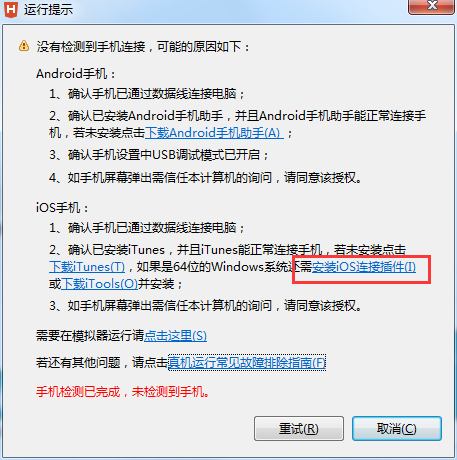 运行提示
没有检测到手机连接，可能的原因如下：
Android手机：
1、确认手机已通过数据线连接电脑；
2、确认已安装Android手机助手，并且Android手机助手能正常连接手
机，若未安装点击下载Android手机助手(A) ；
3、确认手机设置中USB调试模式已开启；
4、如手机屏幕弹出需信任本计算机的询问，请同意该授权。
iOS手机：
1、确认手机已通过数据线连接电脑；
2、确认已安装iTunes，并且iTunes能正常连接手机，若未安装点击
下载iTunes(T)，如果是64位的Windows系统还需安装iOS连接插件(I)
或下载iTools(O)并安装；
3、如手机屏幕弹出需信任本计算机的询问，请同意该授权。
需要在模拟器运行请点击这里(S)
若还有其他问题，请点击真机运行常见故障排除指南(F)
手机检测已完成，未检测到手机。
重试(R) 取消(C)